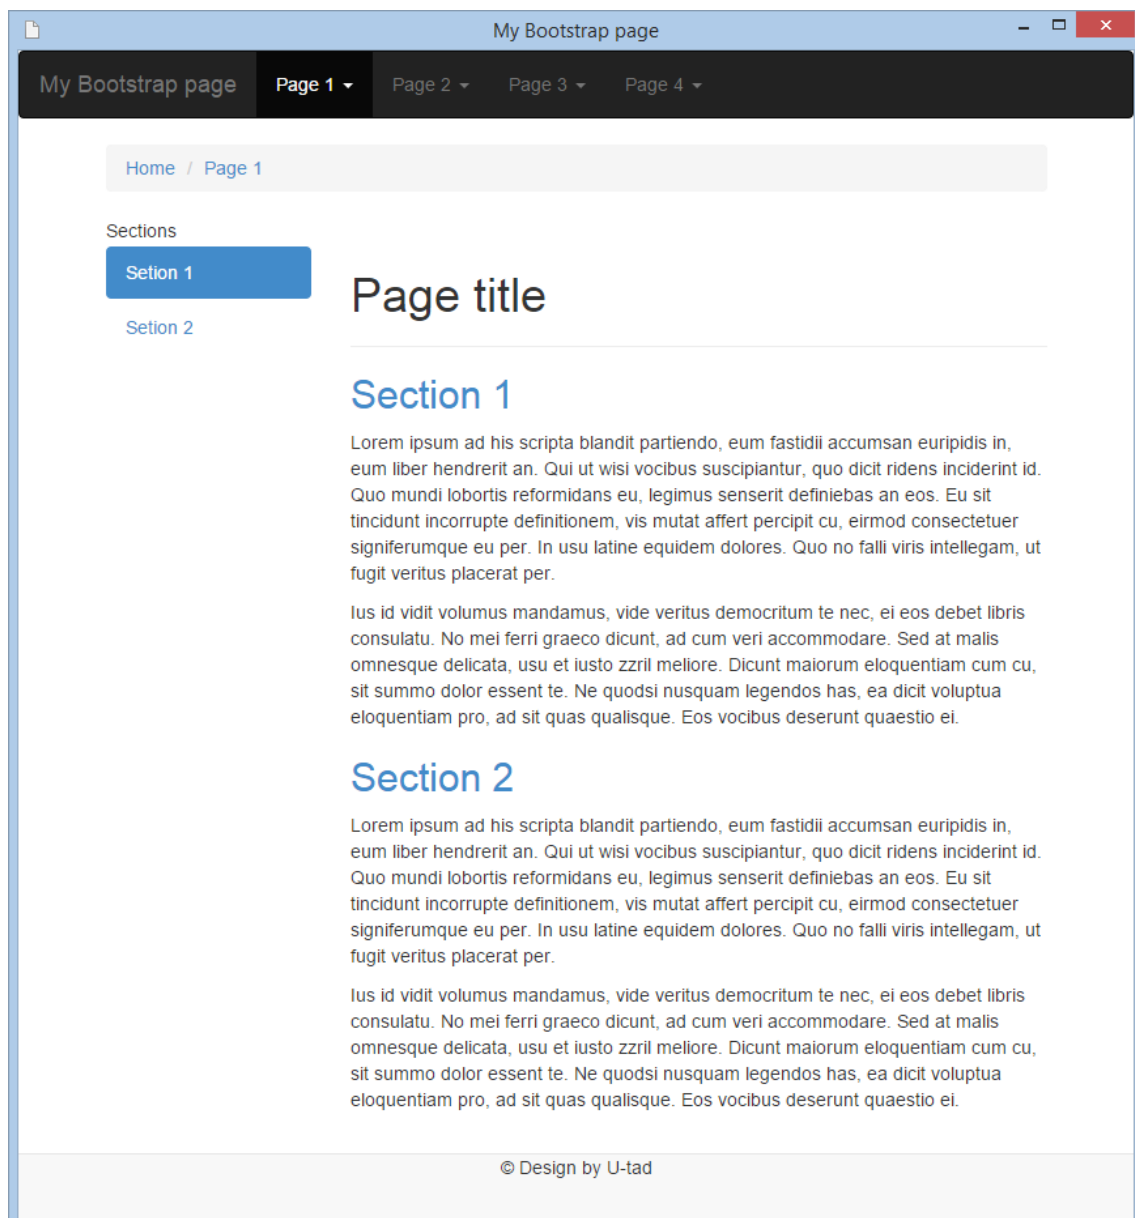 My Bootstrap page
My Bootstrap page Page 1 Page 2 Page 3 Page 4
Home / Page 1
Sections
Setion 1
Setion 2
Page title
Section 1
Lorem ipsum ad his scripta blandit partiendo, eum fastidii accumsan euripidis in,
eum liber hendrerit an. Qui ut wisi vocibus suscipiantur, quo dicit ridens inciderint id.
Quo mundi lobortis reformidans eu, legimus senserit definiebas an eos. Eu sit
tincidunt incorrupte definitionem, vis mutat affert percipit cu, eirmod consectetuer
signiferumque eu per. In usu latine equidem dolores. Quo no falli viris intellegam, ut
fugit veritus placerat per.
Ius id vidit volumus mandamus, vide veritus democritum te nec, ei eos debet libris
consulatu. No mei ferri graeco dicunt, ad cum veri accommodare. Sed at malis
omnesque delicata, usu et iusto zzril meliore. Dicunt maiorum eloquentiam cum cu,
sit summo dolor essent te. Ne quodsi nusquam legendos has, ea dicit voluptua
eloquentiam pro, ad sit quas qualisque. Eos vocibus deserunt quaestio ei.
Section 2
Lorem ipsum ad his scripta blandit partiendo, eum fastidii accumsan euripidis in,
eum liber hendrerit an. Qui ut wisi vocibus suscipiantur, quo dicit ridens inciderint id.
Quo mundi lobortis reformidans eu, legimus senserit definiebas an eos. Eu sit
tincidunt incorrupte definitionem, vis mutat affert percipit cu, eirmod consectetuer
signiferumque eu per. In usu latine equidem dolores. Quo no falli viris intellegam, ut
fugit veritus placerat per.
Ius id vidit volumus mandamus, vide veritus democritum te nec, ei eos debet libris
consulatu. No mei ferri graeco dicunt, ad cum veri accommodare. Sed at malis
omnesque delicata, usu et iusto zzril meliore. Dicunt maiorum eloquentiam cum cu,
sit summo dolor essent te. Ne quodsi nusquam legendos has, ea dicit voluptua
eloquentiam pro, ad sit quas qualisque. Eos vocibus deserunt quaestio ei.
© Design by U-tad